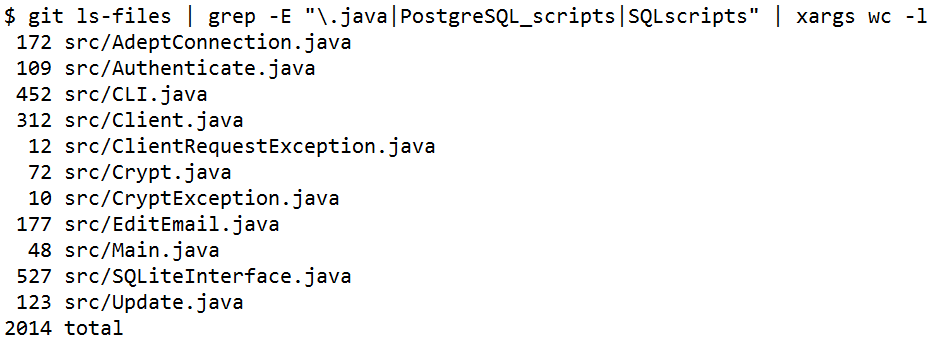 $ git ls-files | grep -E "\.java|PostgreSQL_scripts|SQLscripts" | xargs wc -l
172 src/AdeptConnection.java
109 src/Authenticate.java
452 src/CLI.java
312 src/Client.java
12 src/ClientRequestException.java
72 src/Crypt.java
10 src/CryptException.java
177 src/EditEmail.java
48 src/Main.java
527 src/SQLiteInterface.java
123 src/Update.java
2014 total